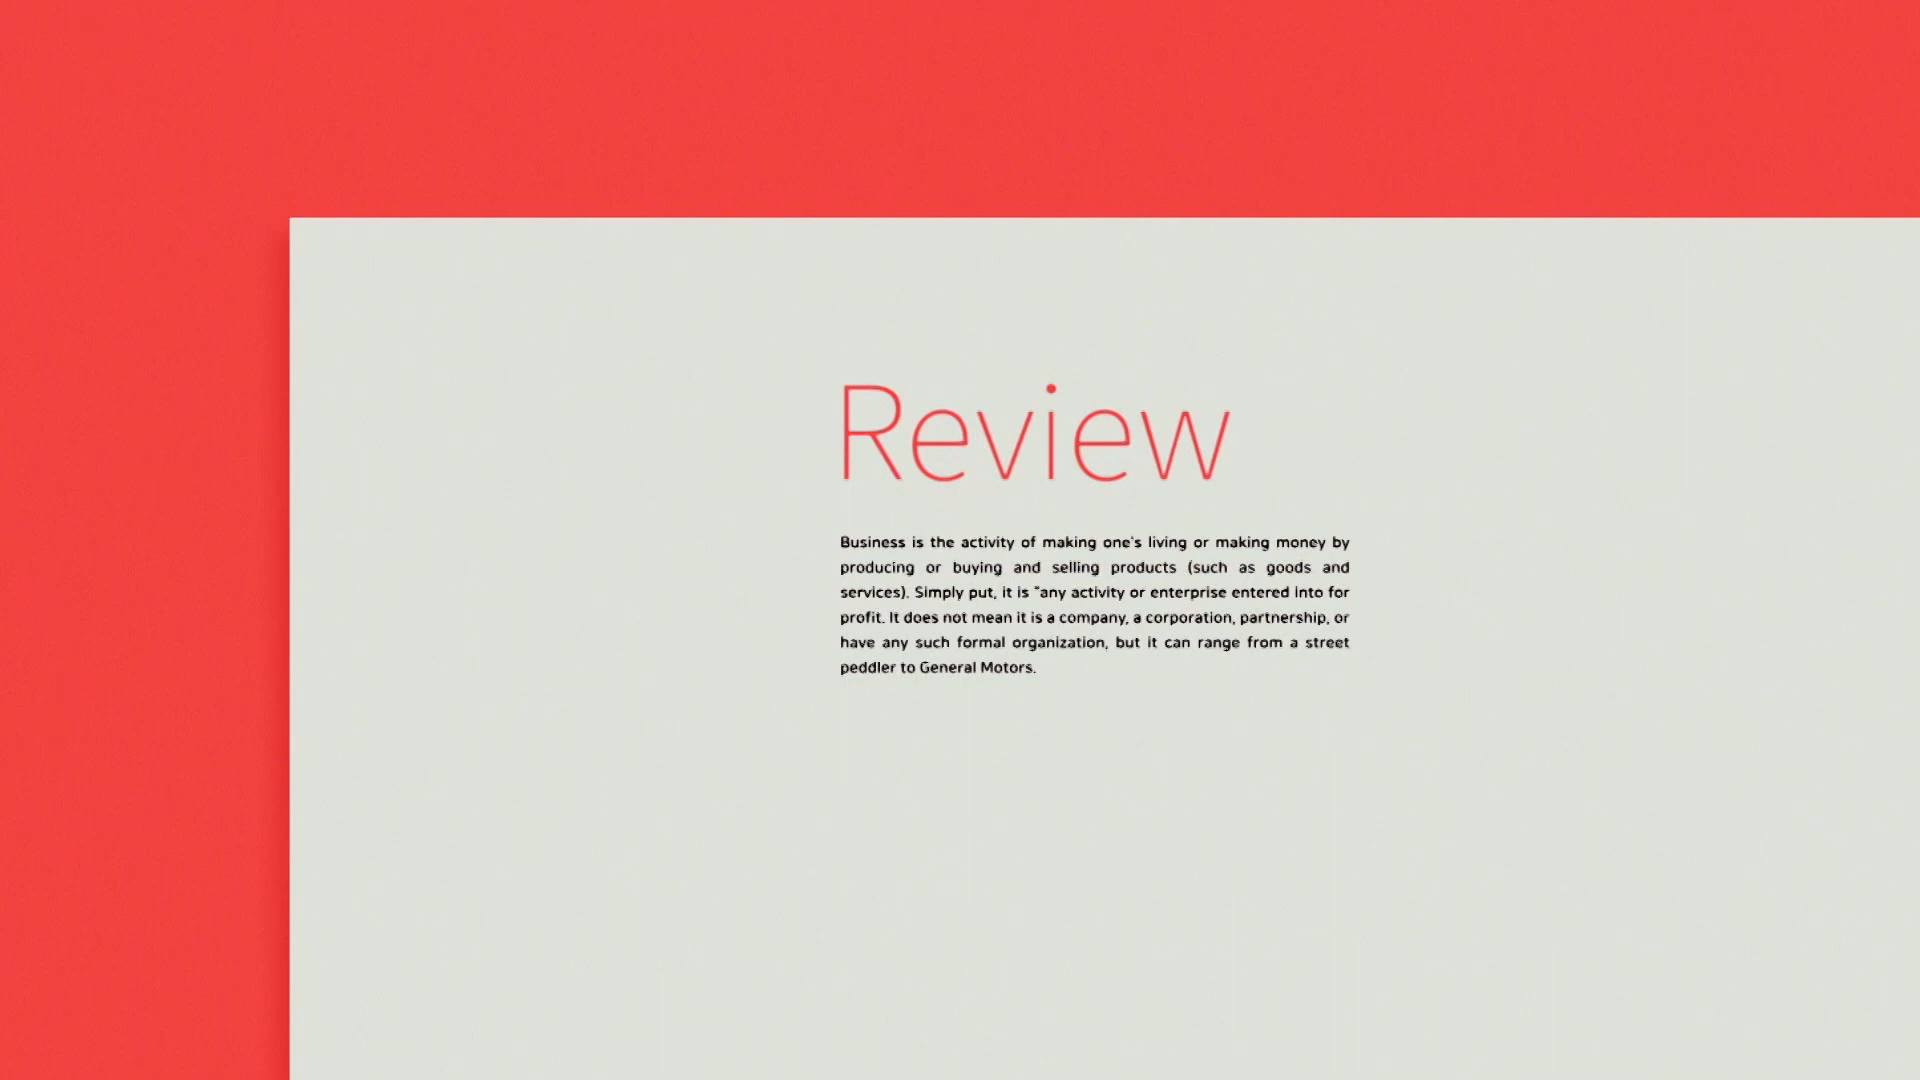 Review
Business is the activity of making one's living or making money by
producing or buying and selling products (such as goods and
services). Simply put, it is "any activity or enterprise entered into for
profit. It does not mean it is a company, a corporation, partnership, or
have any such formal organization, but it can range from a street
peddler to General Motors.